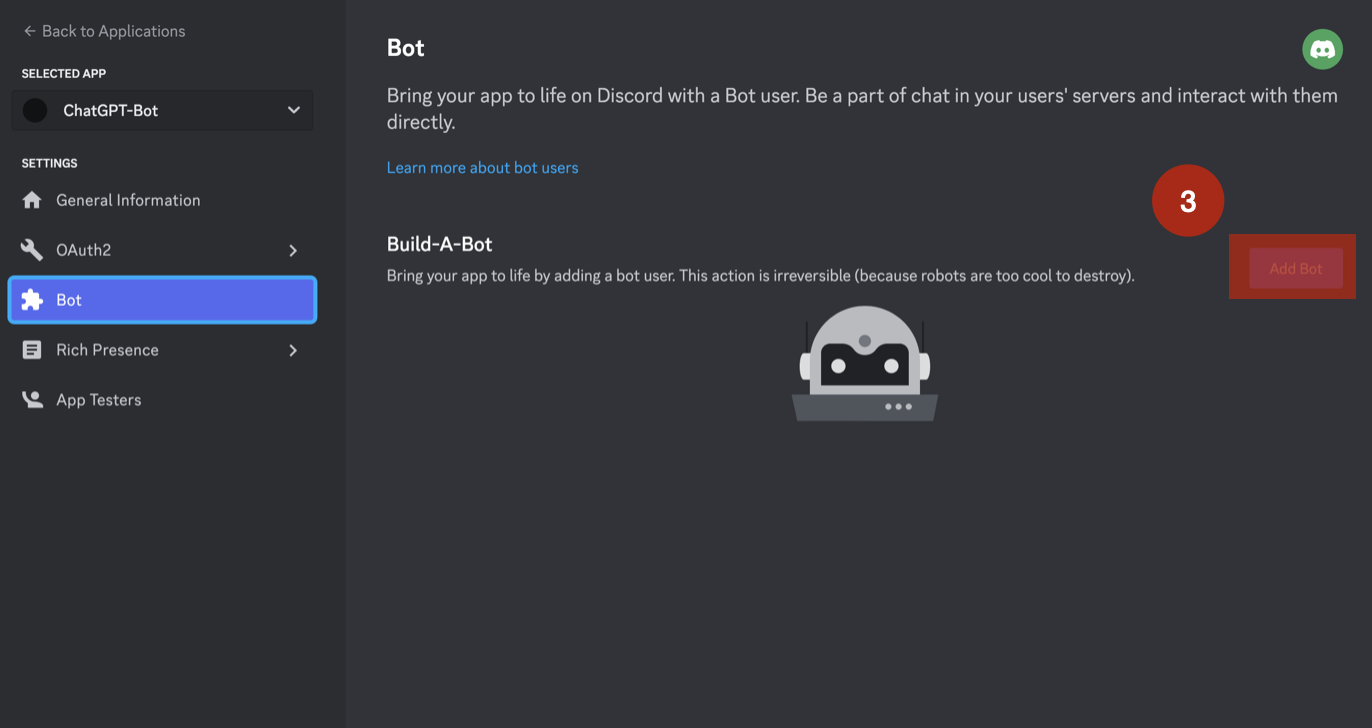 Back to Applications
SELECTED APP
ChatGPT-Bot
SETTINGS
General Information
OAuth2
Bot
Rich Presence
App Testers
Bot
Bring your app to life on Discord with a Bot user. Be a part of chat in your users' servers and interact with them
directly.
Learn more about bot users
3
Build-A-Bot
Bring your app to life by adding a bot user. This action is irreversible (because robots are too cool to destroy).
Add Bot